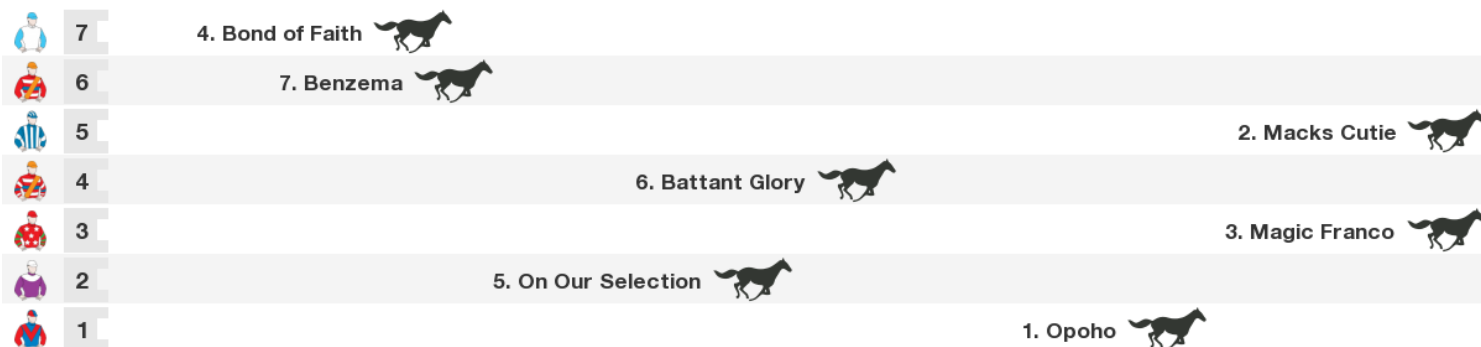 7 4. Bond of Faith
6 7. Benzema
5 2. Macks Cutie
4 6. Battant Glory
3 3. Magic Franco
2 5. On Our Selection
1 1. Opoho